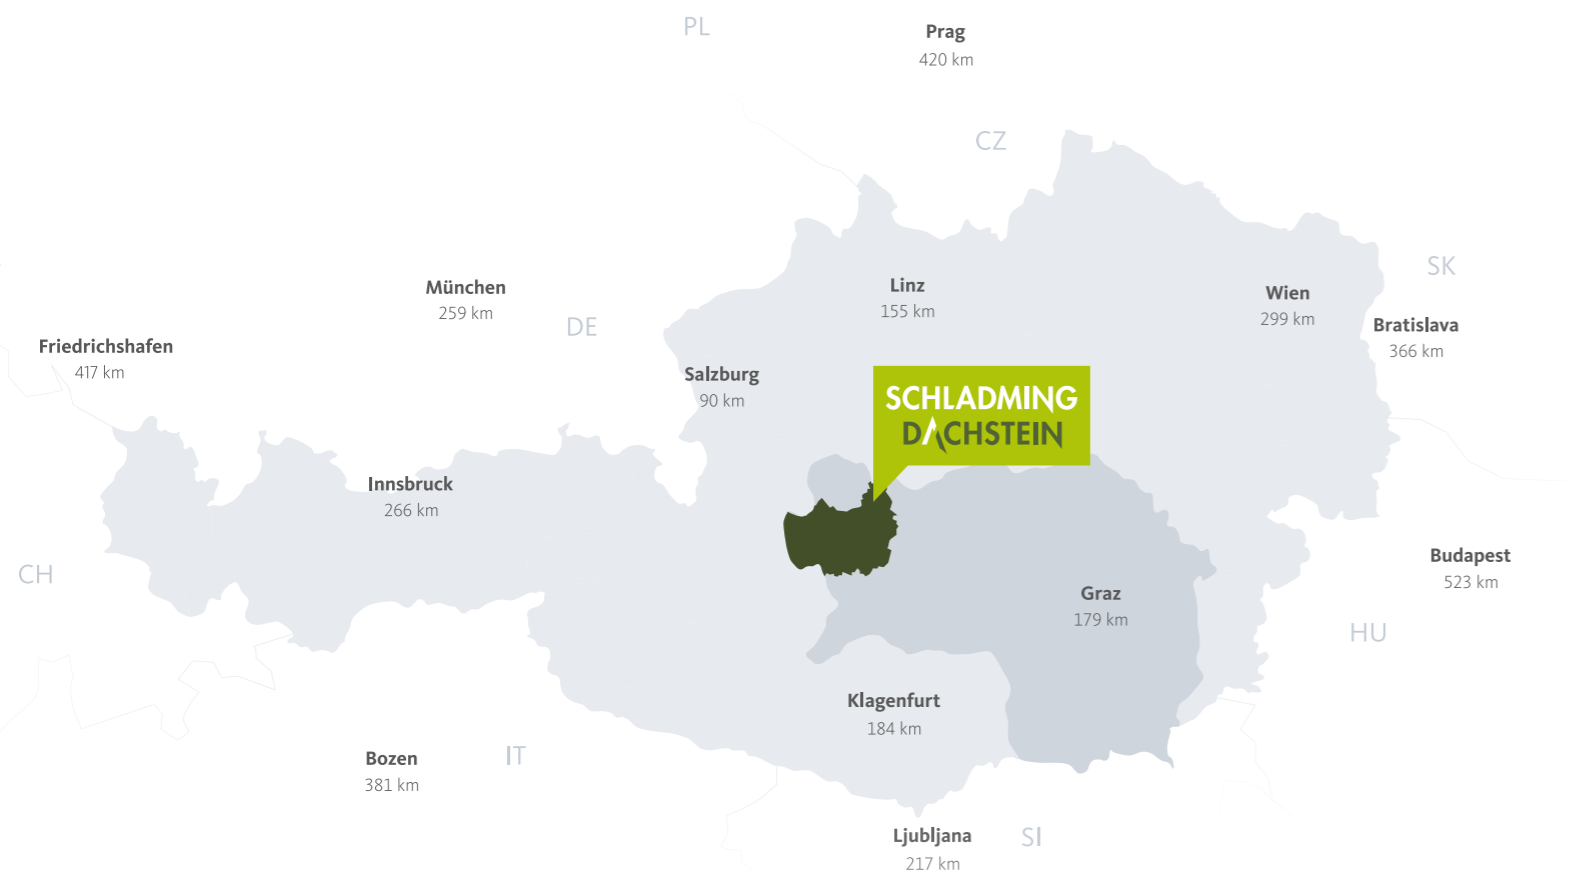 PL
Prag
420 km
CZ
SK
München
259 km
DE
Linz
155 km
Wien
299 km
Bratislava
366 km
Friedrichshafen
417 km
Salzburg
90 km
SCHLADMING
DACHSTEIN
Innsbruck
266 km
CH
Budapest
523 km
Graz
179 km
HU
Klagenfurt
184 km
Bozen
381 km
IT
Ljubljana
217 km
SI